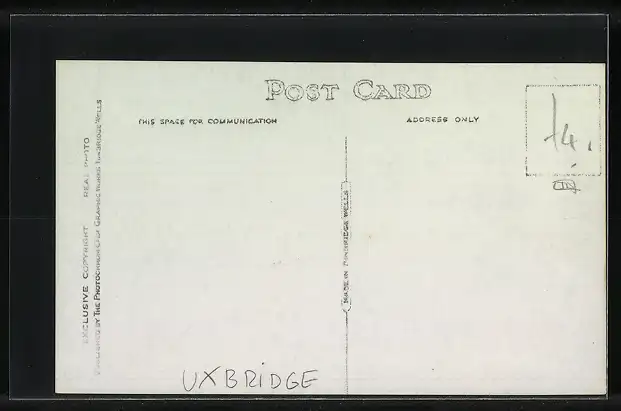 POST CARD
THIS SPACE FOR COMMUNICATION
ADDRESS ONLY
EXCLUSIVE COPYRIGHT REAL PHOTO
PUBLISHED BY THE PHOTOCHROM CO. LTD. GRAPHIC WORKS TUNBRIDGE WELLS
MADE IN TUNBRIDGE WELLS
£4.
UXBRIDGE